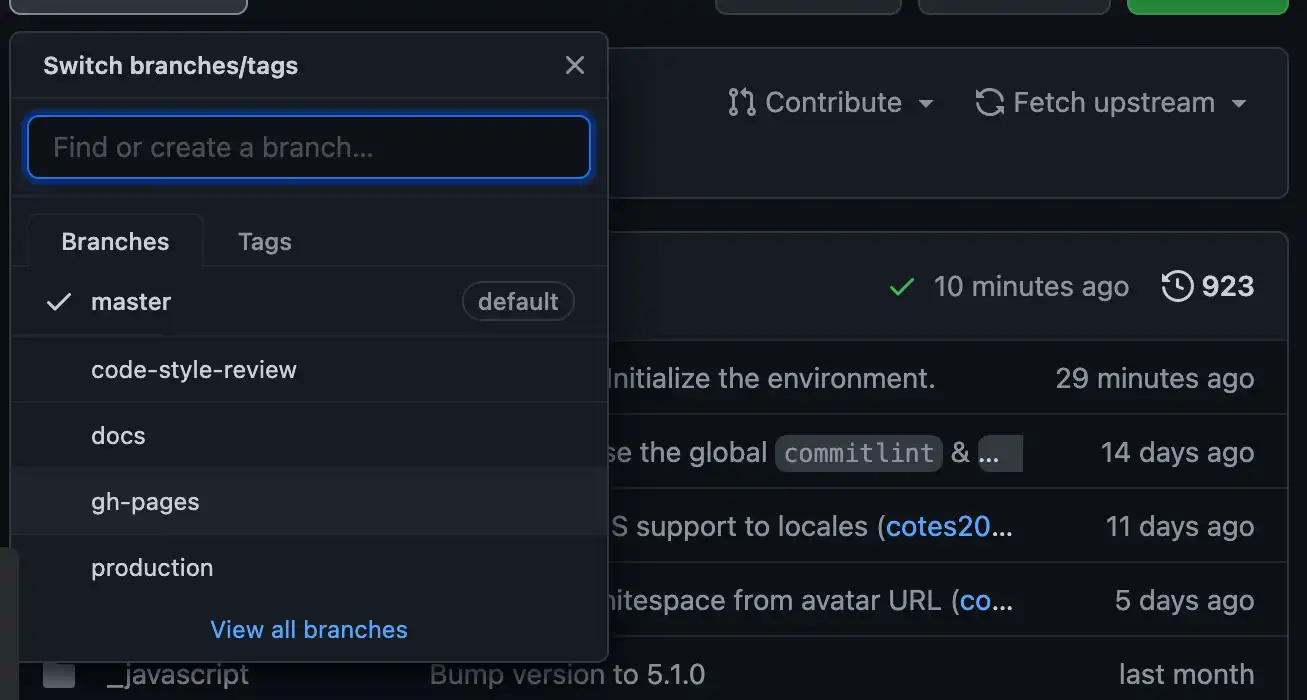 Switch branches/tags
Contribute
Fetch upstream
Find or create a branch...
Branches
Tags
master
default
10 minutes ago
923
code-style-review
Initialize the environment.
29 minutes ago
docs
the global commitlint & ...
14 days ago
gh-pages
S support to locales (cotes20...
11 days ago
production
from avatar URL (co...
5 days ago
View all branches
_javascript
Bump version to 5.1.0
last month